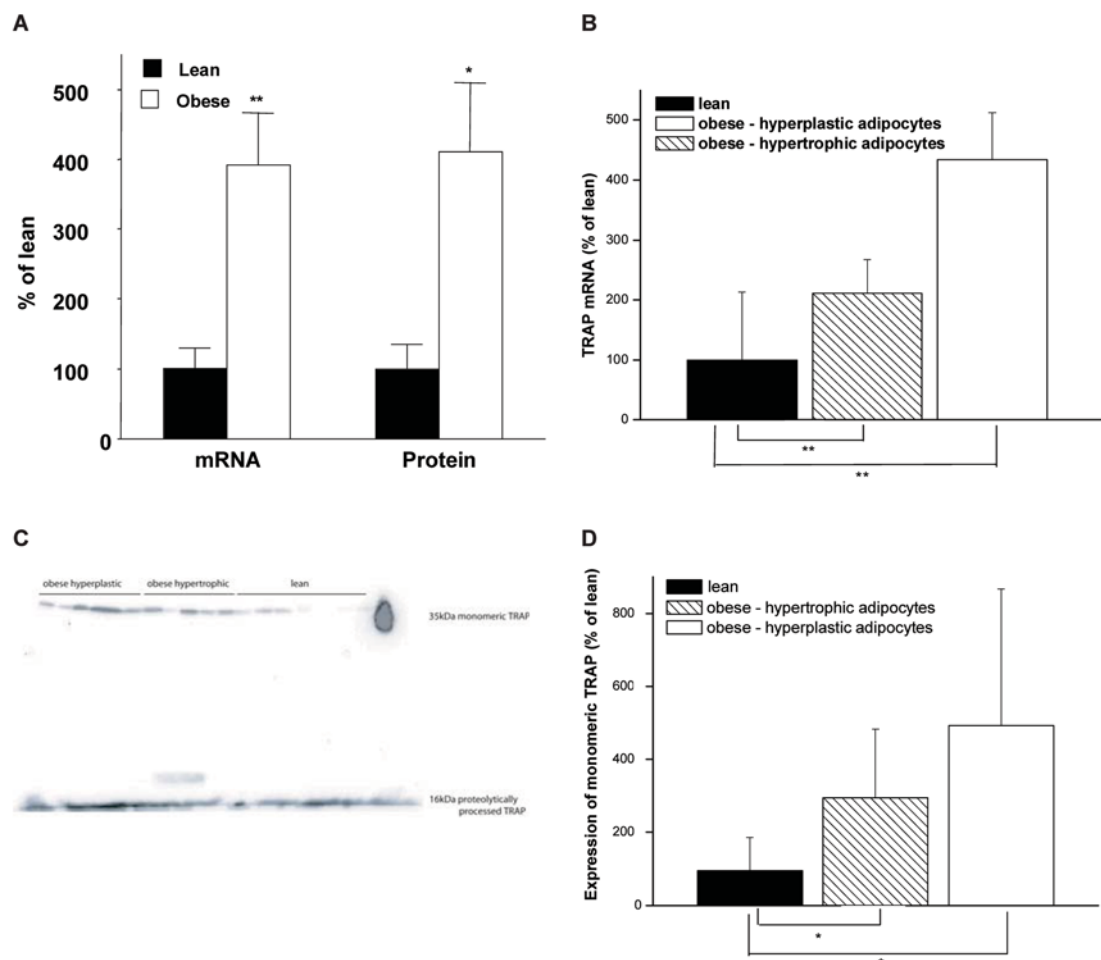 A
Lean
Obese
500
400
300
200
100
0
% of lean
**
*
mRNA
Protein
B
lean
obese - hyperplastic adipocytes
obese - hypertrophic adipocytes
500
400
300
200
100
0
TRAP mRNA (% of lean)
**
**
C
obese hyperplastic
obese hypertrophic
lean
35kDa monomeric TRAP
16kDa proteolytically
processed TRAP
D
lean
obese - hypertrophic adipocytes
obese - hyperplastic adipocytes
800
600
400
200
0
Expression of monomeric TRAP (% of lean)
*